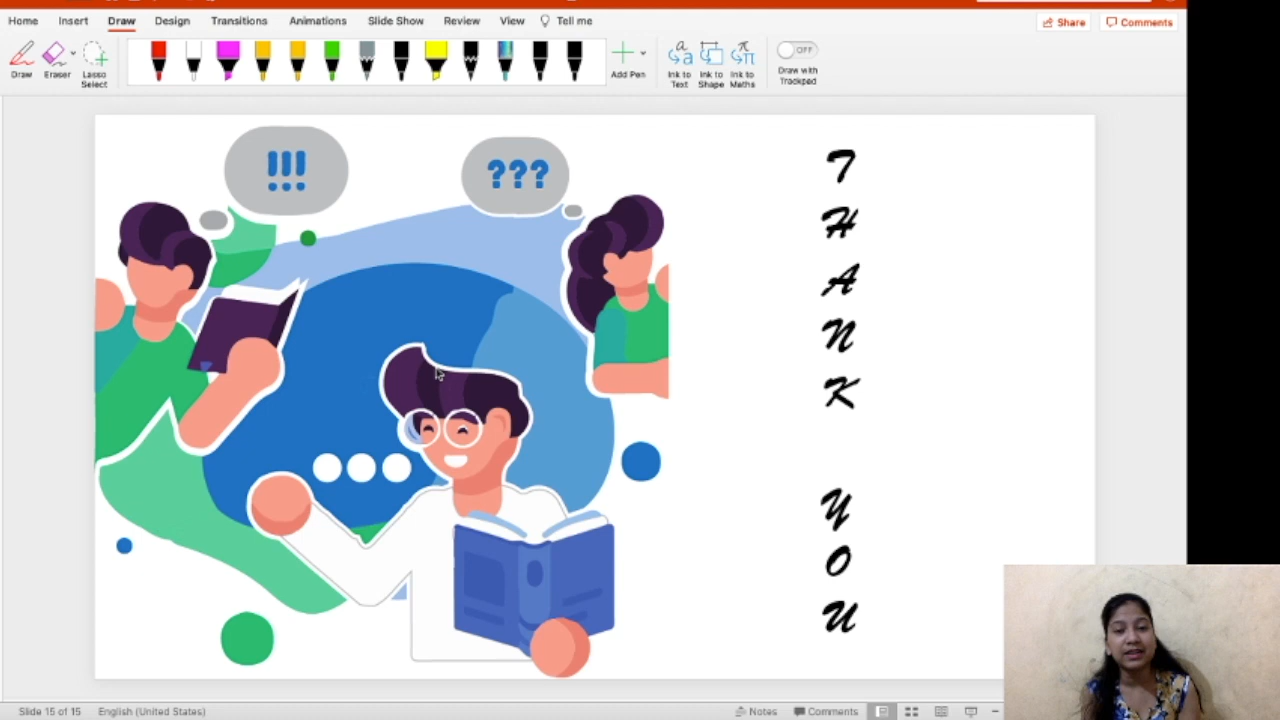 Home Insert Draw Design Transitions Animations Slide Show Review View Tell me Share Comments
Draw Eraser Lasso Select Add Pen Ink to Text Ink to Shape Ink to Maths OFF Draw with Trackpad
!!!
???
T
H
A
N
K
Y
O
U
Slide 15 of 15 English (United States) Notes Comments